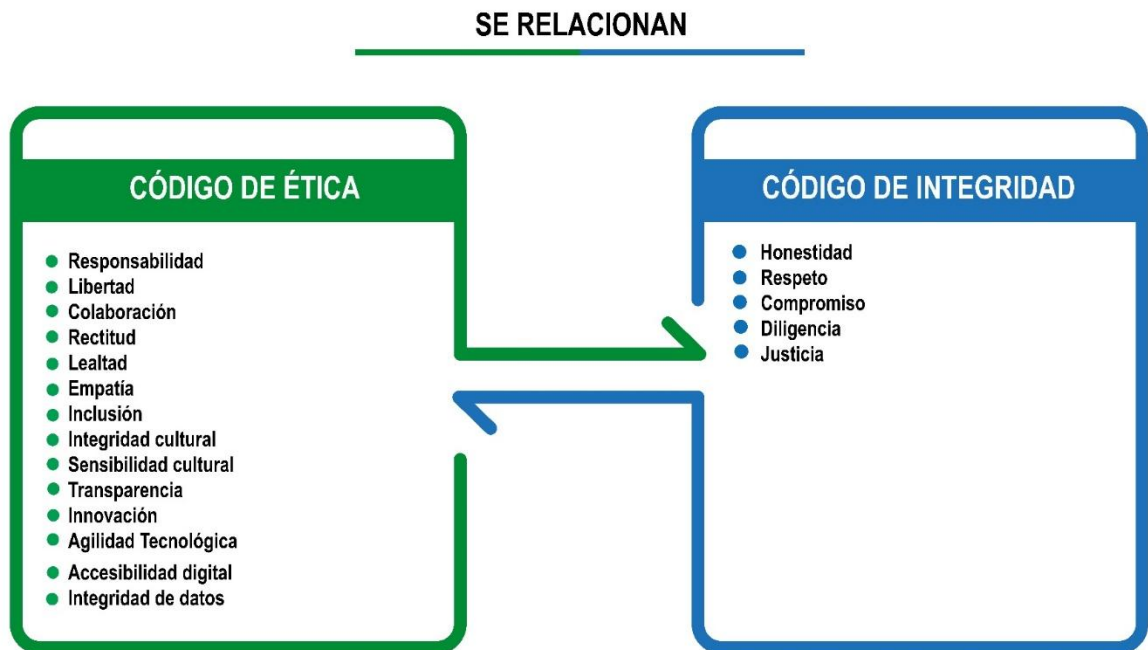 SE RELACIONAN
CÓDIGO DE ÉTICA
Responsabilidad
Libertad
Colaboración
Rectitud
Lealtad
Empatía
Inclusión
Integridad cultural
Sensibilidad cultural
Transparencia
Innovación
Agilidad Tecnológica
Accesibilidad digital
Integridad de datos
CÓDIGO DE INTEGRIDAD
Honestidad
Respeto
Compromiso
Diligencia
Justicia